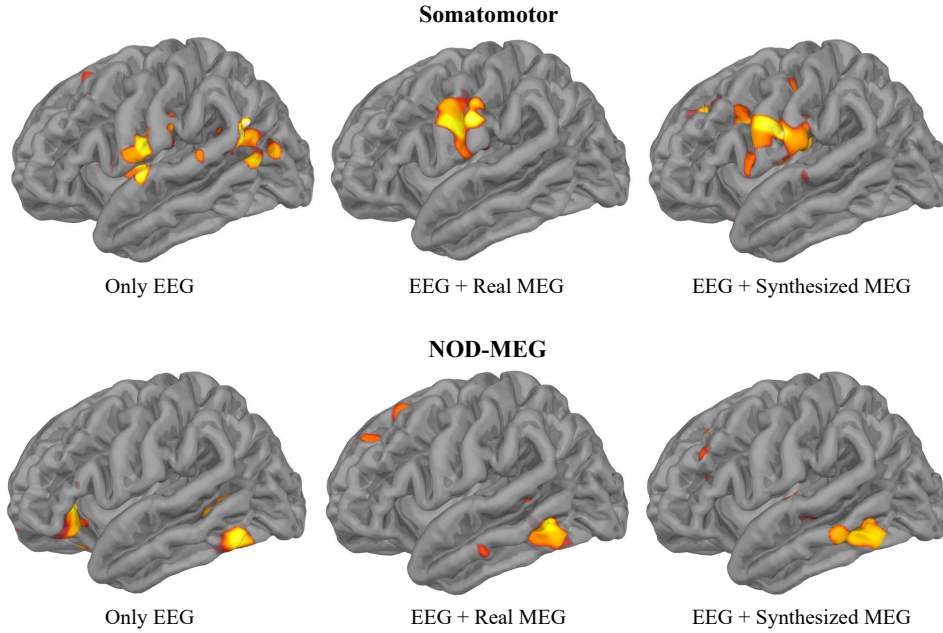 Somatomotor
Only EEG
EEG + Real MEG
EEG + Synthesized MEG
NOD-MEG
Only EEG
EEG + Real MEG
EEG + Synthesized MEG